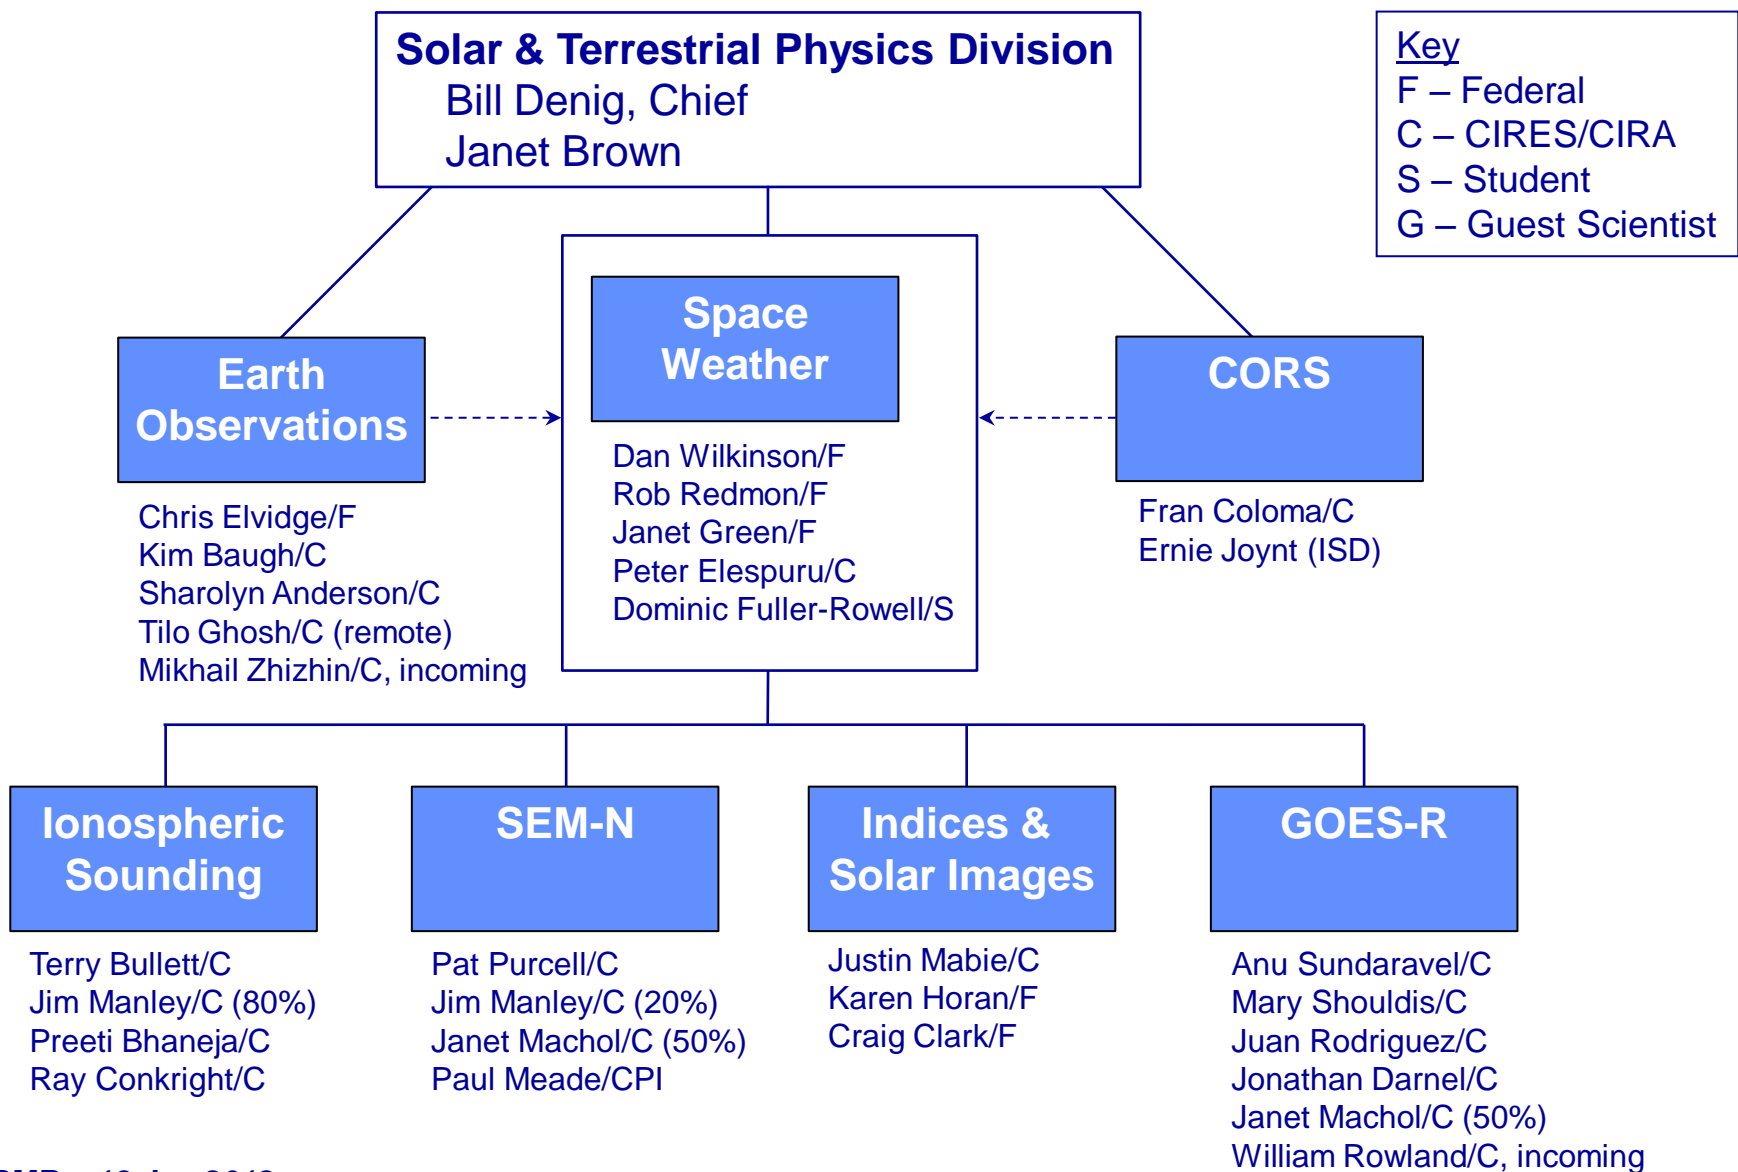 Solar & Terrestrial Physics Division
Bill Denig, Chief
Janet Brown
Key
F – Federal
C – CIRES/CIRA
S – Student
G – Guest Scientist
Earth
Observations
Chris Elvidge/F
Kim Baugh/C
Sharolyn Anderson/C
Tilo Ghosh/C (remote)
Mikhail Zhizhin/C, incoming
Space
Weather
Dan Wilkinson/F
Rob Redmon/F
Janet Green/F
Peter Elespuru/C
Dominic Fuller-Rowell/S
CORS
Fran Coloma/C
Ernie Joynt (ISD)
Ionospheric
Sounding
Terry Bullett/C
Jim Manley/C (80%)
Preeti Bhaneja/C
Ray Conkright/C
SEM-N
Pat Purcell/C
Jim Manley/C (20%)
Janet Machol/C (50%)
Paul Meade/CPI
Indices &
Solar Images
Justin Mabie/C
Karen Horan/F
Craig Clark/F
GOES-R
Anu Sundaravel/C
Mary Shouldis/C
Juan Rodriguez/C
Jonathan Darnel/C
Janet Machol/C (50%)
William Rowland/C, incoming